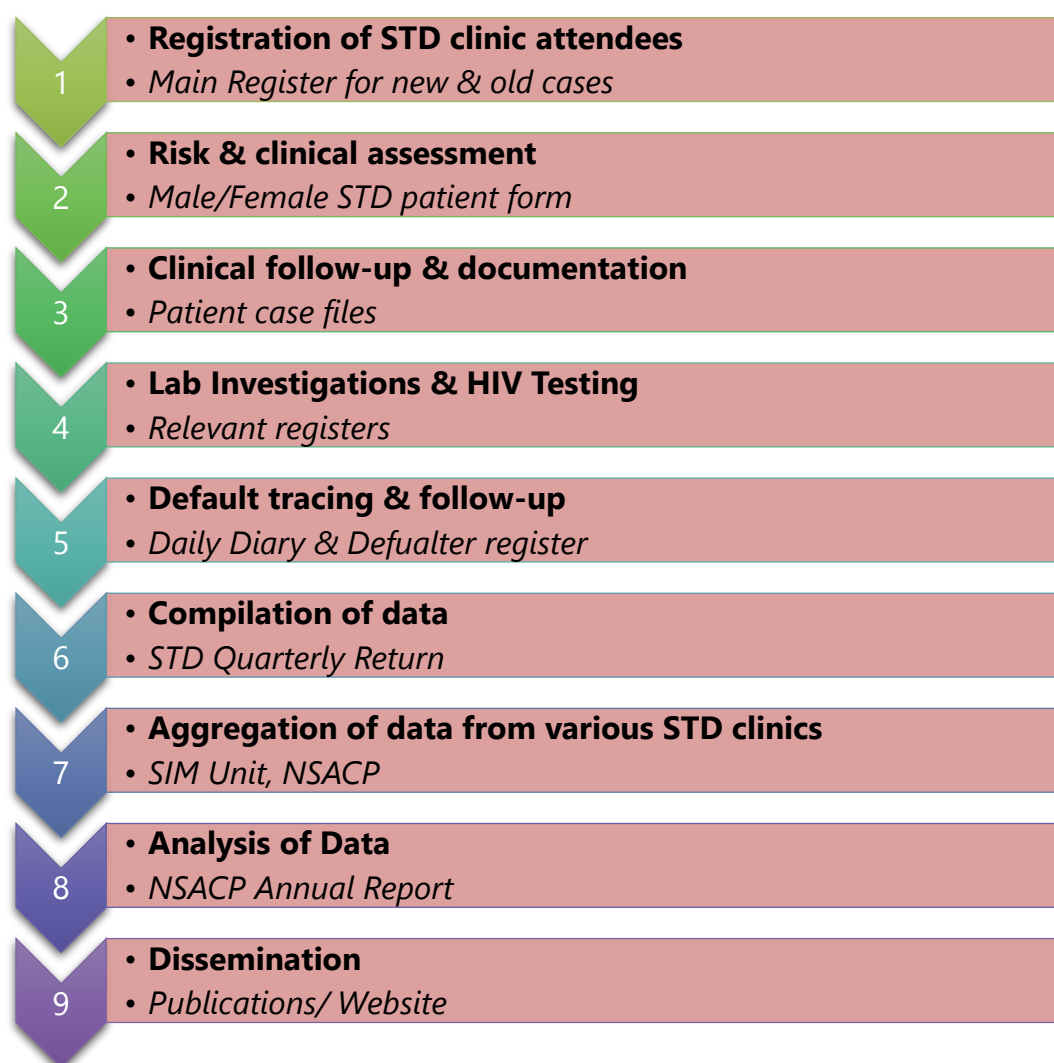 1
• Registration of STD clinic attendees
• Main Register for new & old cases
2
• Risk & clinical assessment
• Male/Female STD patient form
3
• Clinical follow-up & documentation
• Patient case files
4
• Lab Investigations & HIV Testing
• Relevant registers
5
• Default tracing & follow-up
• Daily Diary & Defualter register
6
• Compilation of data
• STD Quarterly Return
7
• Aggregation of data from various STD clinics
• SIM Unit, NSACP
8
• Analysis of Data
• NSACP Annual Report
9
• Dissemination
• Publications/ Website